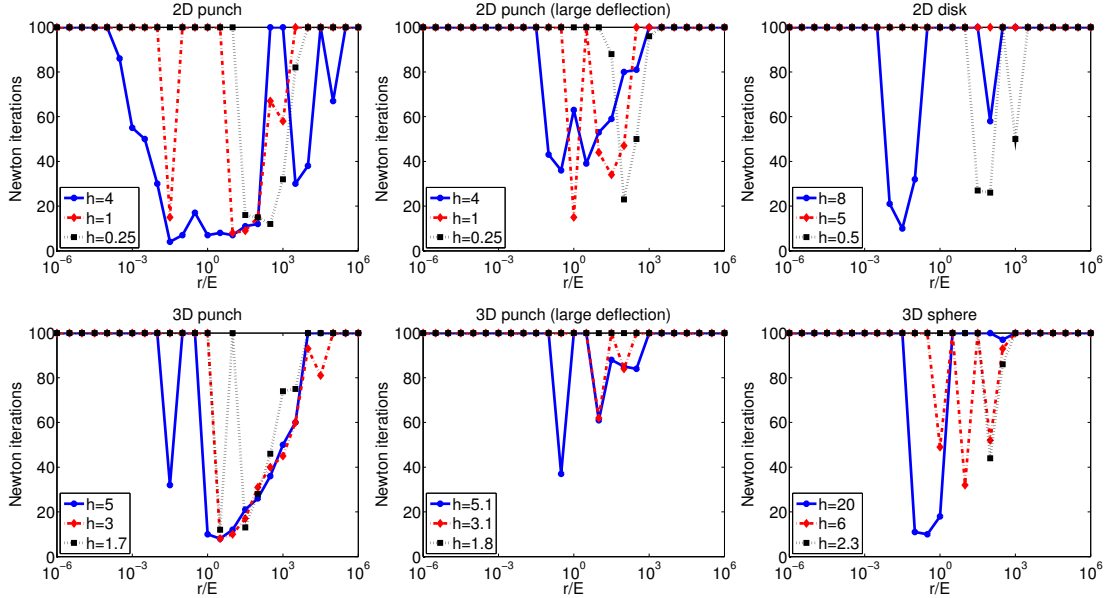 2D punch
Newton iterations
100
80
60
40
20
0
h=4
h=1
h=0.25
10^-6 10^-3 10^0 10^3 10^6
r/E
2D punch (large deflection)
Newton iterations
100
80
60
40
20
0
h=4
h=1
h=0.25
10^-6 10^-3 10^0 10^3 10^6
r/E
2D disk
Newton iterations
100
80
60
40
20
0
h=8
h=5
h=0.5
10^-6 10^-3 10^0 10^3 10^6
r/E
3D punch
Newton iterations
100
80
60
40
20
0
h=5
h=3
h=1.7
10^-6 10^-3 10^0 10^3 10^6
r/E
3D punch (large deflection)
Newton iterations
100
80
60
40
20
0
h=5.1
h=3.1
h=1.8
10^-6 10^-3 10^0 10^3 10^6
r/E
3D sphere
Newton iterations
100
80
60
40
20
0
h=20
h=6
h=2.3
10^-6 10^-3 10^0 10^3 10^6
r/E